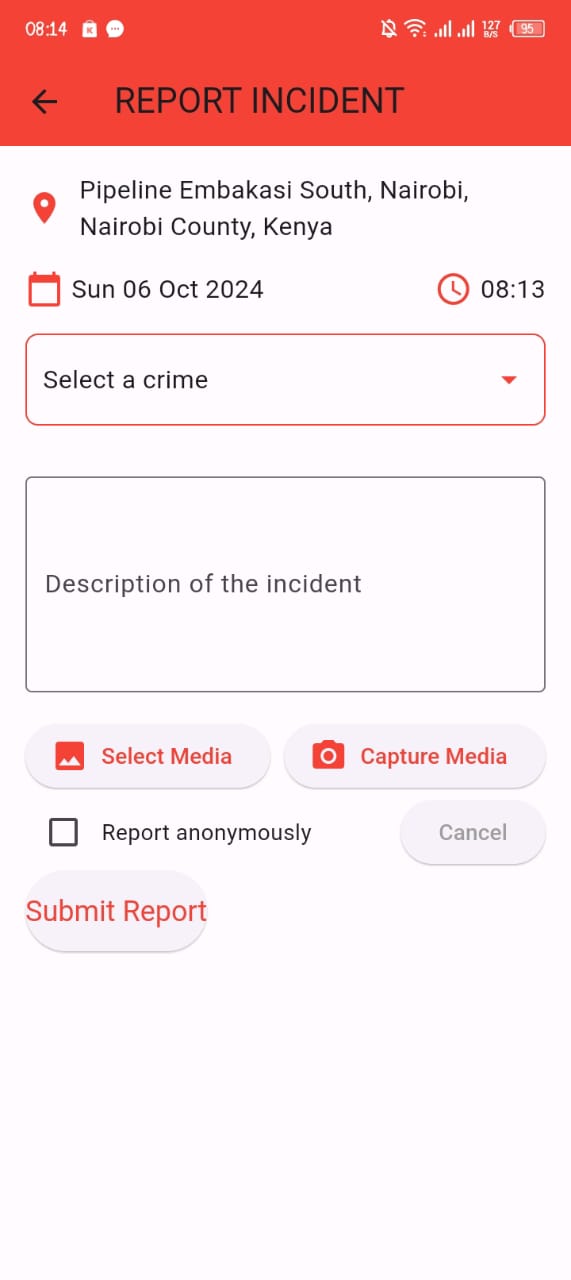 08:14
127
B/S
95
REPORT INCIDENT
Pipeline Embakasi South, Nairobi,
Nairobi County, Kenya
Sun 06 Oct 2024 08:13
Select a crime
Description of the incident
Select Media Capture Media
Report anonymously Cancel
Submit Report